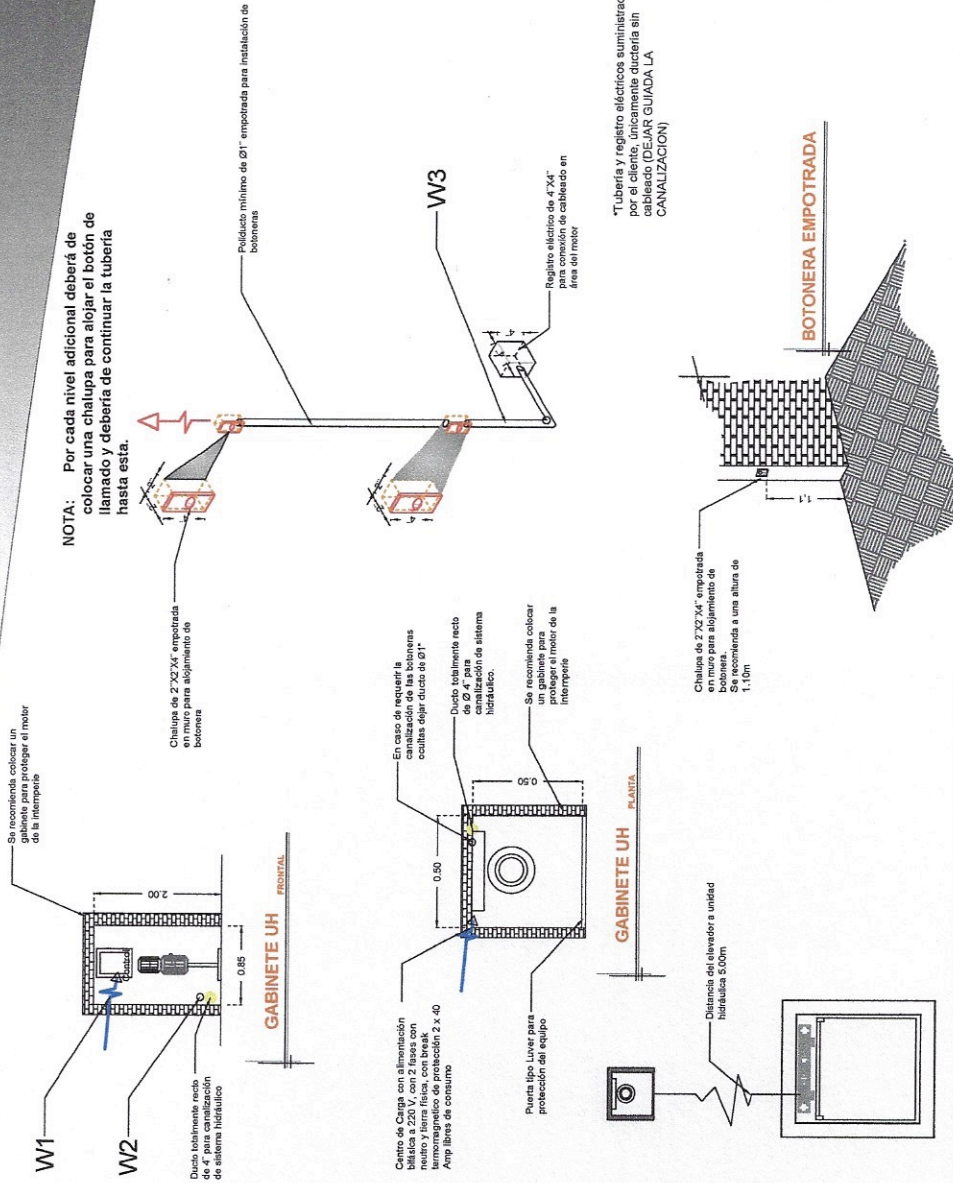 NOTA: Por cada nivel adicional deberá de
colocar una chalupa para alojar el botón de
llamado y debería de continuar la tubería
hasta esta.
Se recomienda colocar un
gabinete para proteger el motor
de la intemperie
W1
W2
Ducto totalmente recto
de 4" para canalización
de sistema hidráulico
Control
2.00
0.85
GABINETE UH
FRONTAL
Chalupa de 2"X2"X4" empotrada
en muro para alojamiento de
botonera
2"
2"
4"
4"
Poliducto mínimo de Ø1" empotrada para instalación de
botoneras
W3
Registro eléctrico de 4"X4"
para conexión de cableado en
área del motor
4"
Centro de Carga con alimentación
bifásica a 220 V, con 2 fases con
neutro y tierra física, con break
termomagnetico de protección 2 x 40
Amp libres de consumo
Puerta tipo Luver para
protección del equipo
0.50
0.50
En caso de requerir la
canalización de las botoneras
ocultas dejar ducto de Ø1"
Ducto totalmente recto
de Ø 4" para
canalización de sistema
hidráulico.
Se recomienda colocar
un gabinete para
proteger el motor de la
intemperie
GABINETE UH
PLANTA
Distancia del elevador a unidad
hidráulica 5.00m
Chalupa de 2"X2"X4" empotrada
en muro para alojamiento de
botonera.
Se recomienda a una altura de
1.10m
1.1
BOTONERA EMPOTRADA
*Tubería y registro eléctricos suministrad
por el cliente, únicamente ductería sin
cableado (DEJAR GUIADA LA
CANALIZACION)